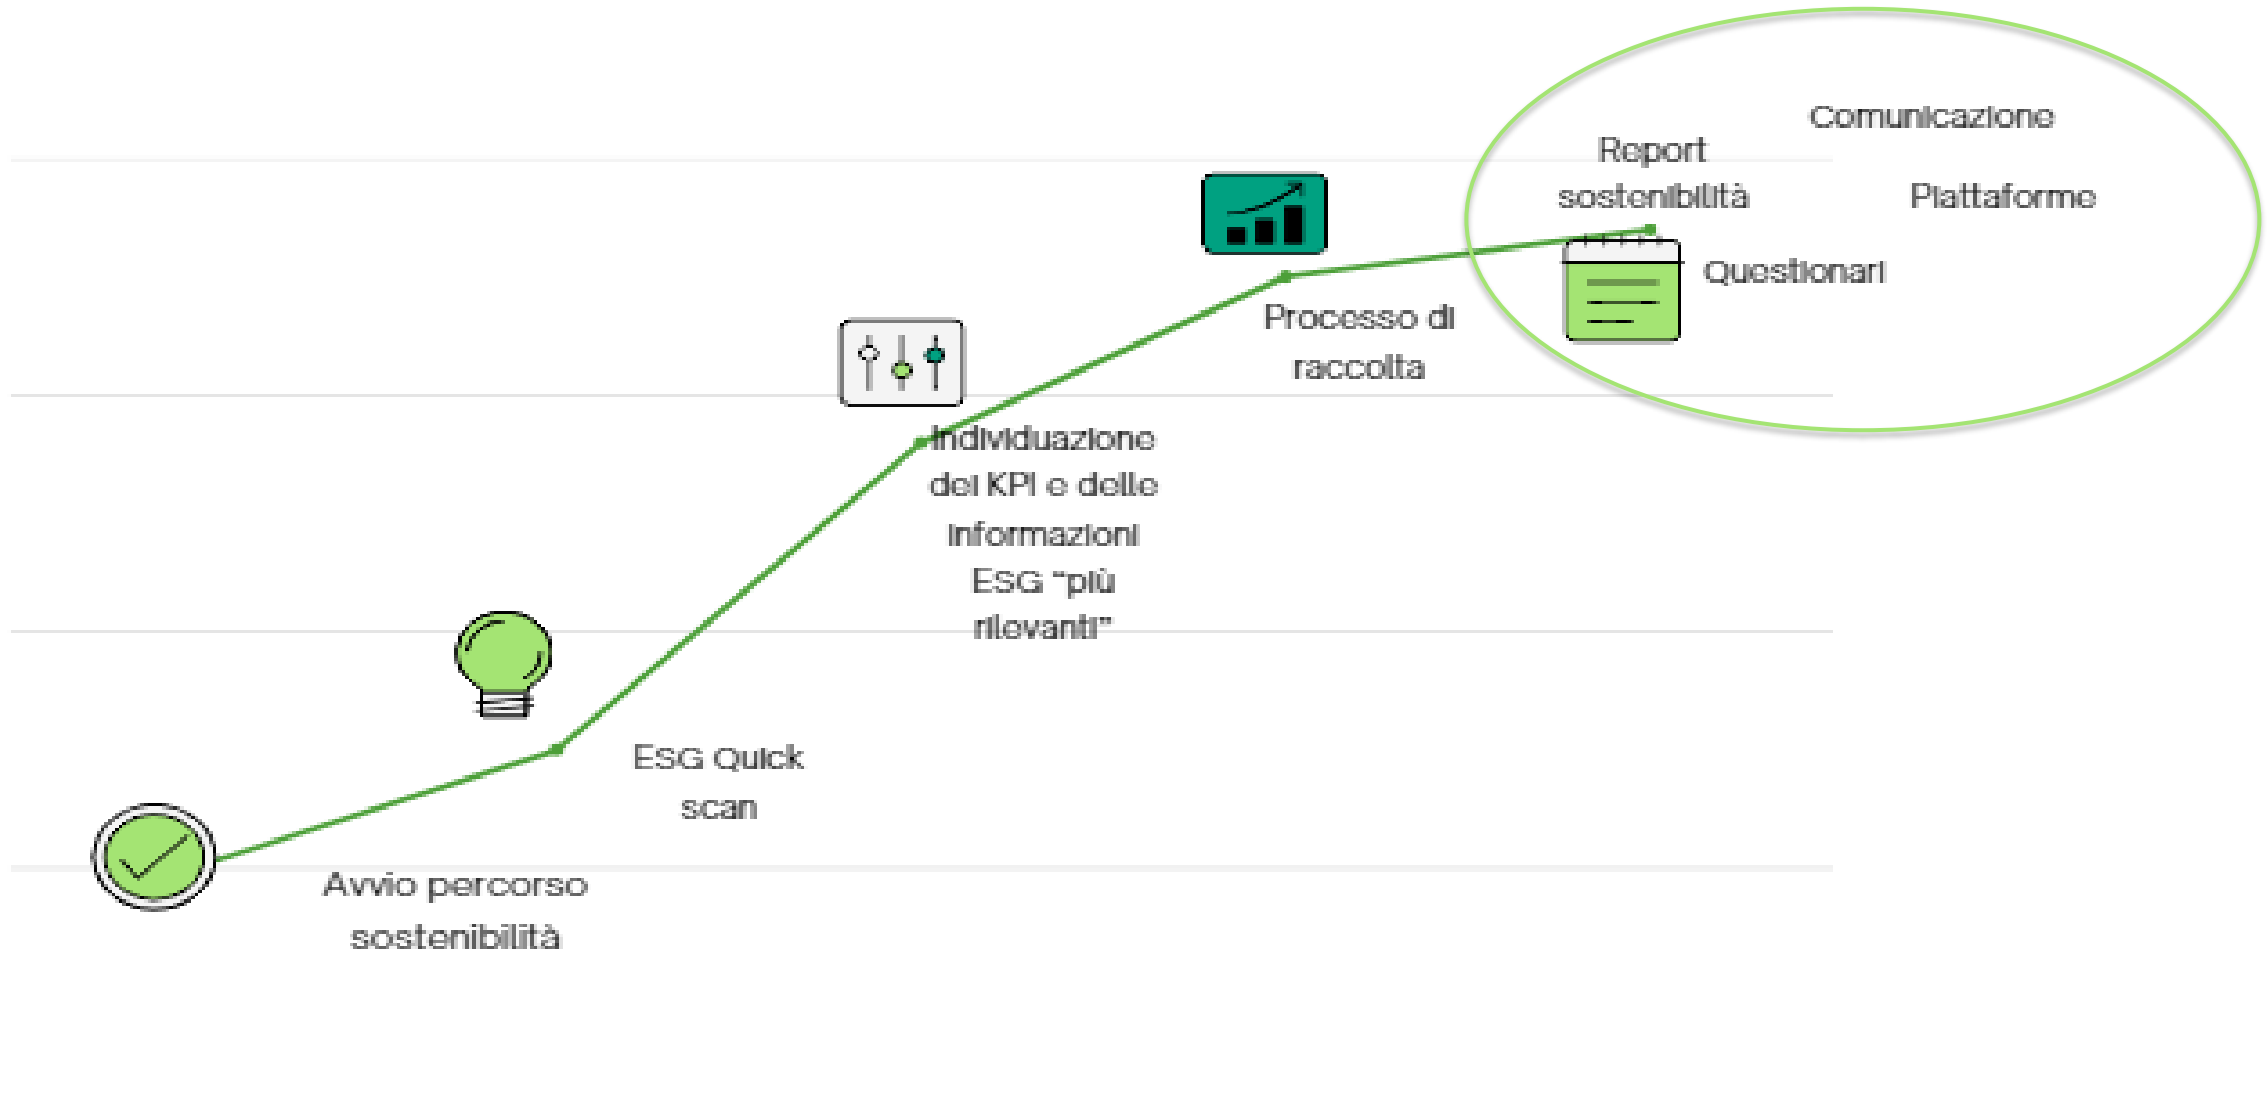 Avvio percorso
sostenibilità
ESG Quick
scan
Individuazione
dei KPI e delle
informazioni
ESG “più
rilevanti”
Processo di
raccolta
Report
sostenibilità
Comunicazione
Piattaforme
Questionari